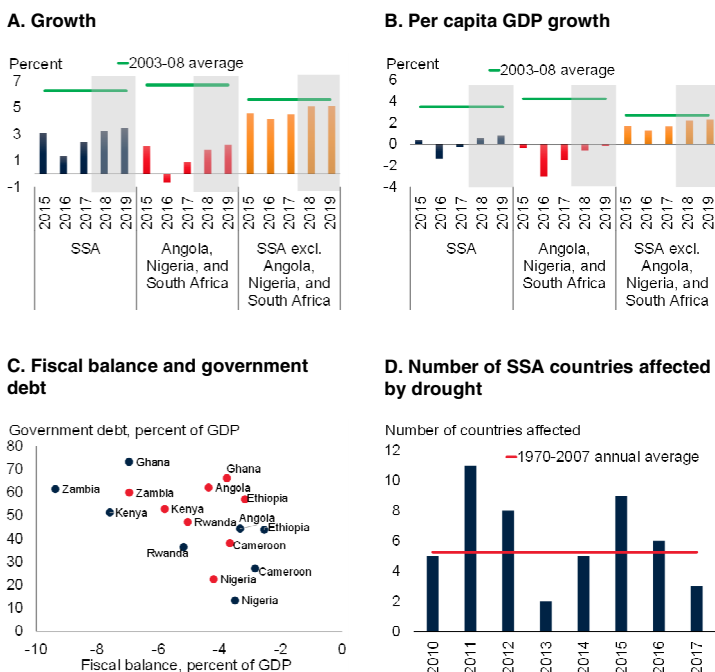 A. Growth
Percent
2003-08 average
7
5
3
1
-1
2015
2016
2017
2018
2019
2015
2016
2017
2018
2019
2015
2016
2017
2018
2019
SSA
Angola,
Nigeria, and
South Africa
SSA excl.
Angola,
Nigeria, and
South Africa
B. Per capita GDP growth
Percent
2003-08 average
6
4
2
0
-2
-4
2015
2016
2017
2018
2019
2015
2016
2017
2018
2019
2015
2016
2017
2018
2019
SSA
Angola,
Nigeria, and
South Africa
SSA excl.
Angola,
Nigeria, and
South Africa
C. Fiscal balance and government
debt
Government debt, percent of GDP
80
70
60
50
40
30
20
10
0
Ghana
Ghana
Zambia
Zambia
Angola
Ethiopia
Kenya
Kenya
Rwanda
Angola
Ethiopia
Rwanda
Cameroon
Cameroon
Nigeria
Nigeria
-10
-8
-6
-4
-2
0
Fiscal balance, percent of GDP
D. Number of SSA countries affected
by drought
Number of countries affected
1970-2007 annual average
12
10
8
6
4
2
0
2010
2011
2012
2013
2014
2015
2016
2017